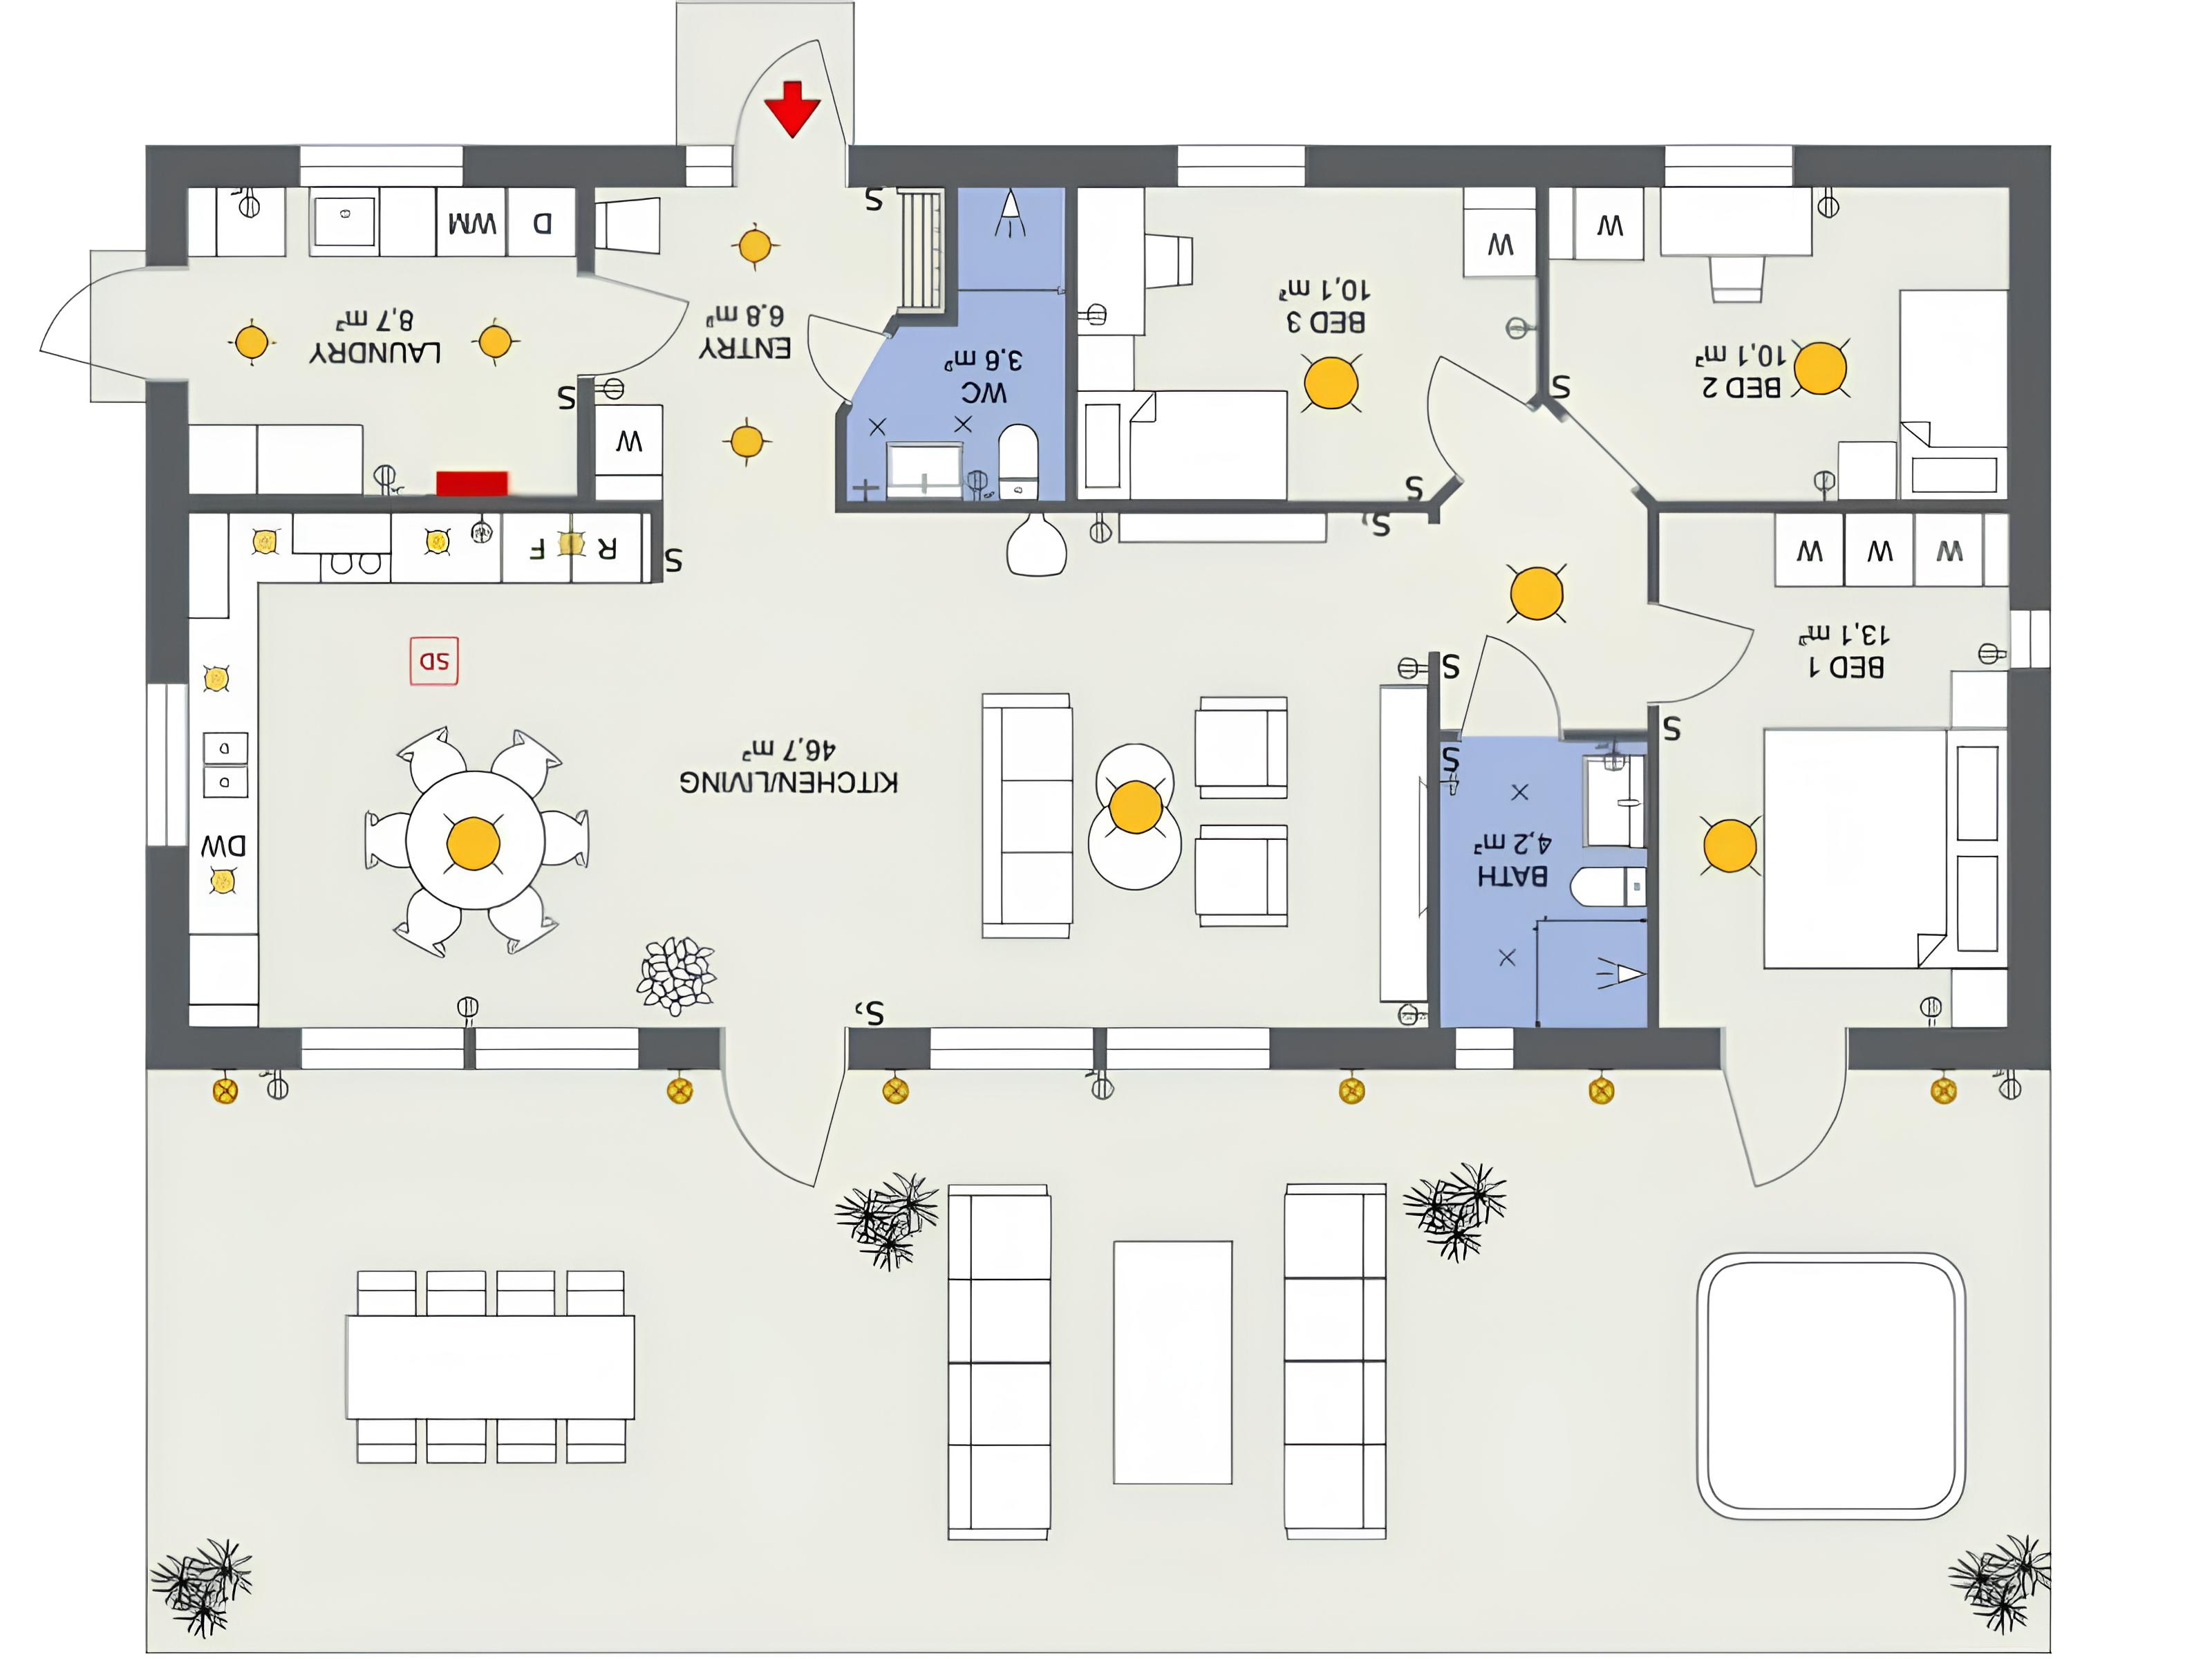 S
D
WM
W
W
LAUNDRY
8,7 m²
ENTRY
6.8 m²
BED 3
10,1 m²
BED 2
10,1 m²
WC
3.6 m²
S
S
W
S
S,
R
F
S
W
W
W
SD
BED 1
13,1 m²
S
S
S
KITCHEN/LIVING
46,7 m²
DW
BATH
4,2 m²
S,